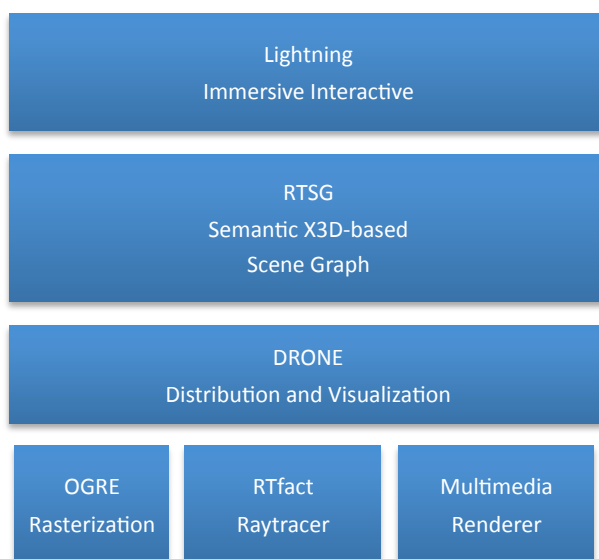 Lightning
Immersive Interactive
RTSG
Semantic X3D-based
Scene Graph
DRONE
Distribution and Visualization
OGRE
Rasterization
RTfact
Raytracer
Multimedia
Renderer